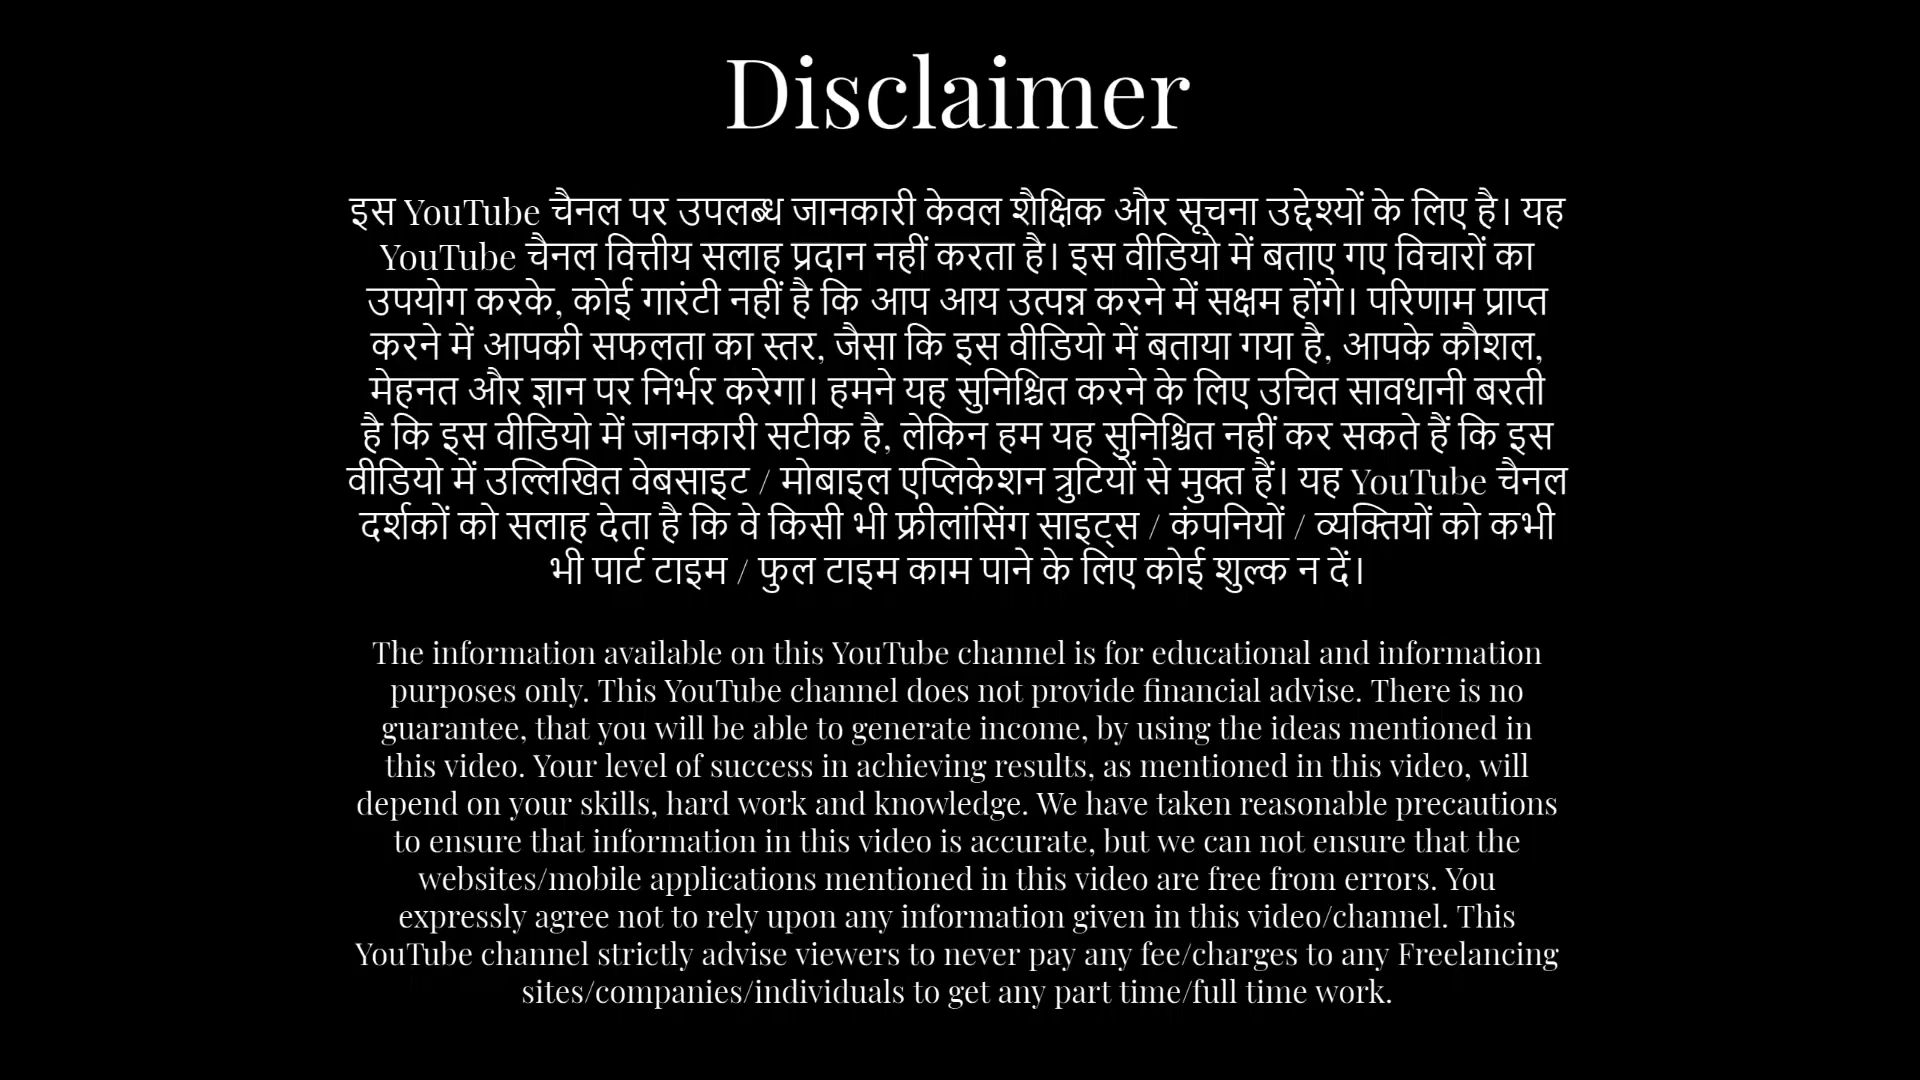 Disclaimer
इस YouTube चैनल पर उपलब्ध जानकारी केवल शैक्षिक और सूचना उद्देश्यों के लिए है। यह
YouTube चैनल वित्तीय सलाह प्रदान नहीं करता है। इस वीडियो में बताए गए विचारों का
उपयोग करके, कोई गारंटी नहीं है कि आप आय उत्पन्न करने में सक्षम होंगे। परिणाम प्राप्त
करने में आपकी सफलता का स्तर, जैसा कि इस वीडियो में बताया गया है, आपके कौशल,
मेहनत और ज्ञान पर निर्भर करेगा। हमने यह सुनिश्चित करने के लिए उचित सावधानी बरती
है कि इस वीडियो में जानकारी सटीक है, लेकिन हम यह सुनिश्चित नहीं कर सकते हैं कि इस
वीडियो में उल्लिखित वेबसाइट / मोबाइल एप्लिकेशन त्रुटियों से मुक्त हैं। यह YouTube चैनल
दर्शकों को सलाह देता है कि वे किसी भी फ्रीलांसिंग साइट्स / कंपनियों / व्यक्तियों को कभी
भी पार्ट टाइम / फुल टाइम काम पाने के लिए कोई शुल्क न दें।
The information available on this YouTube channel is for educational and information
purposes only. This YouTube channel does not provide financial advise. There is no
guarantee, that you will be able to generate income, by using the ideas mentioned in
this video. Your level of success in achieving results, as mentioned in this video, will
depend on your skills, hard work and knowledge. We have taken reasonable precautions
to ensure that information in this video is accurate, but we can not ensure that the
websites/mobile applications mentioned in this video are free from errors. You
expressly agree not to rely upon any information given in this video/channel. This
YouTube channel strictly advise viewers to never pay any fee/charges to any Freelancing
sites/companies/individuals to get any part time/full time work.